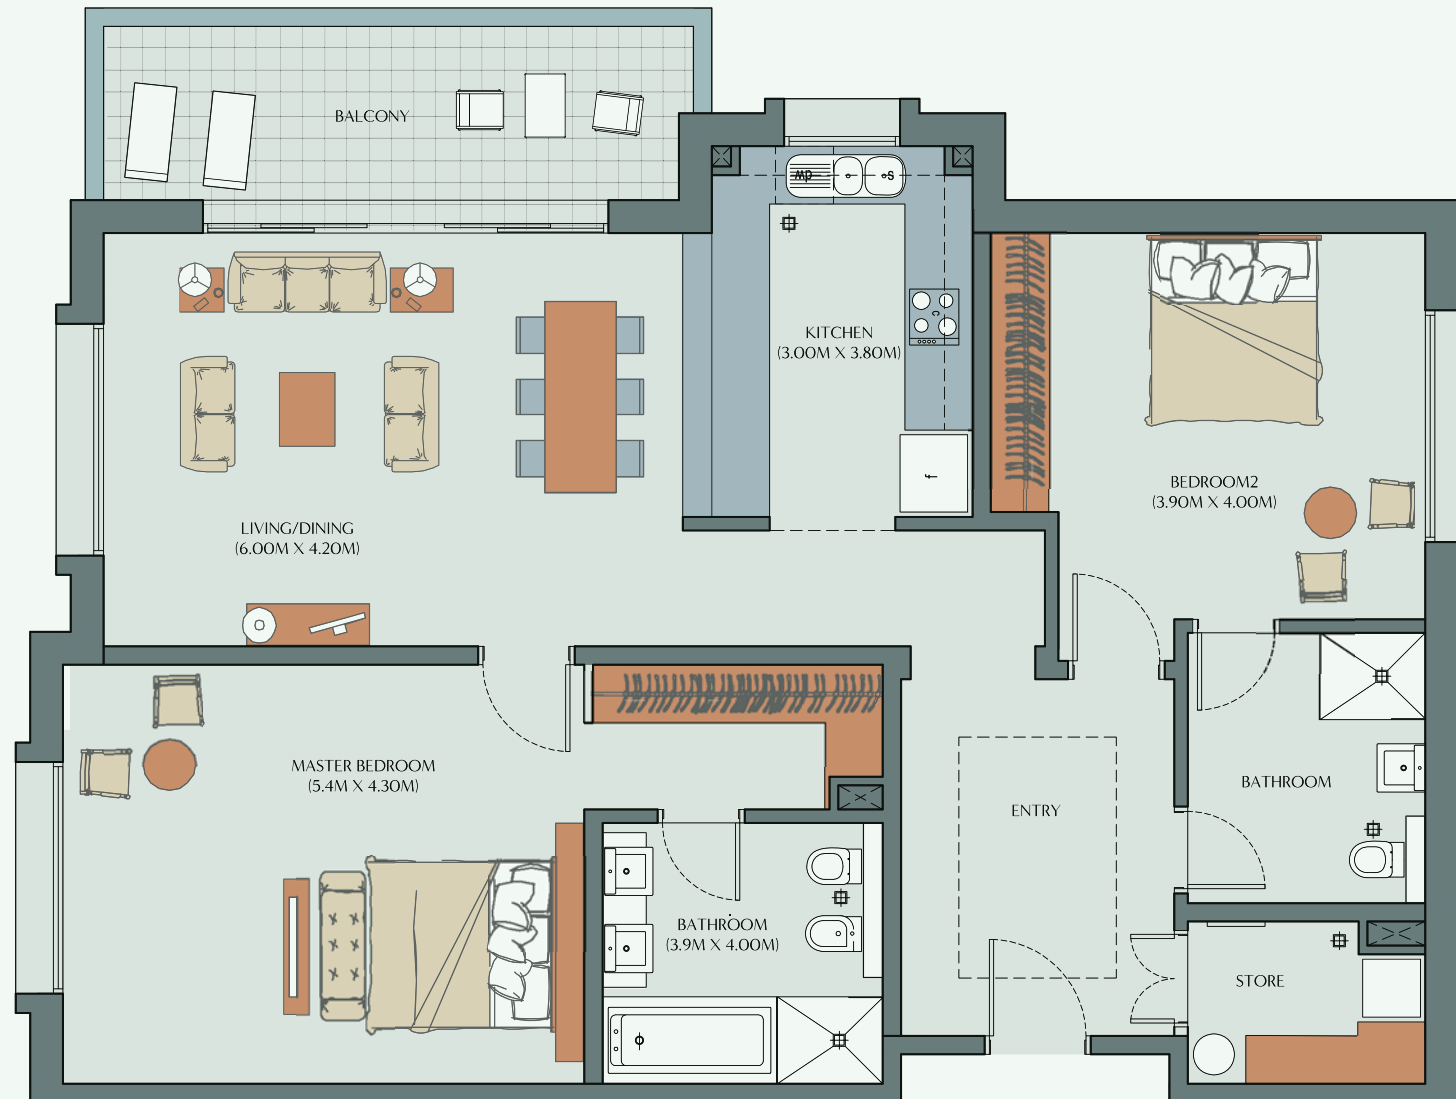 BALCONY
dw
s
KITCHEN
(3.00M X 3.80M)
c
f
LIVING/DINING
(6.00M X 4.20M)
BEDROOM2
(3.90M X 4.00M)
MASTER BEDROOM
(5.4M X 4.30M)
ENTRY
BATHROOM
BATHROOM
(3.9M X 4.00M)
STORE